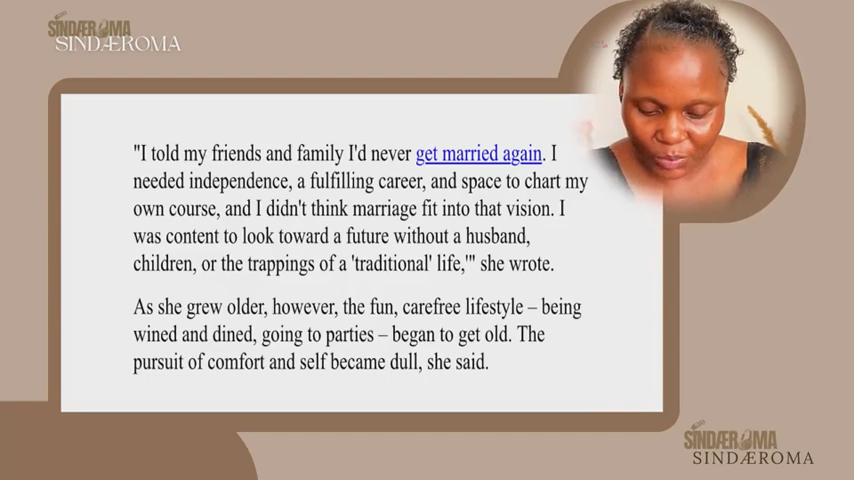 SINDÆROMA
SINDÆROMA
"I told my friends and family I'd never get married again. I
needed independence, a fulfilling career, and space to chart my
own course, and I didn't think marriage fit into that vision. I
was content to look toward a future without a husband,
children, or the trappings of a 'traditional' life,'" she wrote.
As she grew older, however, the fun, carefree lifestyle – being
wined and dined, going to parties – began to get old. The
pursuit of comfort and self became dull, she said.
SINDÆROMA
SINDÆROMA